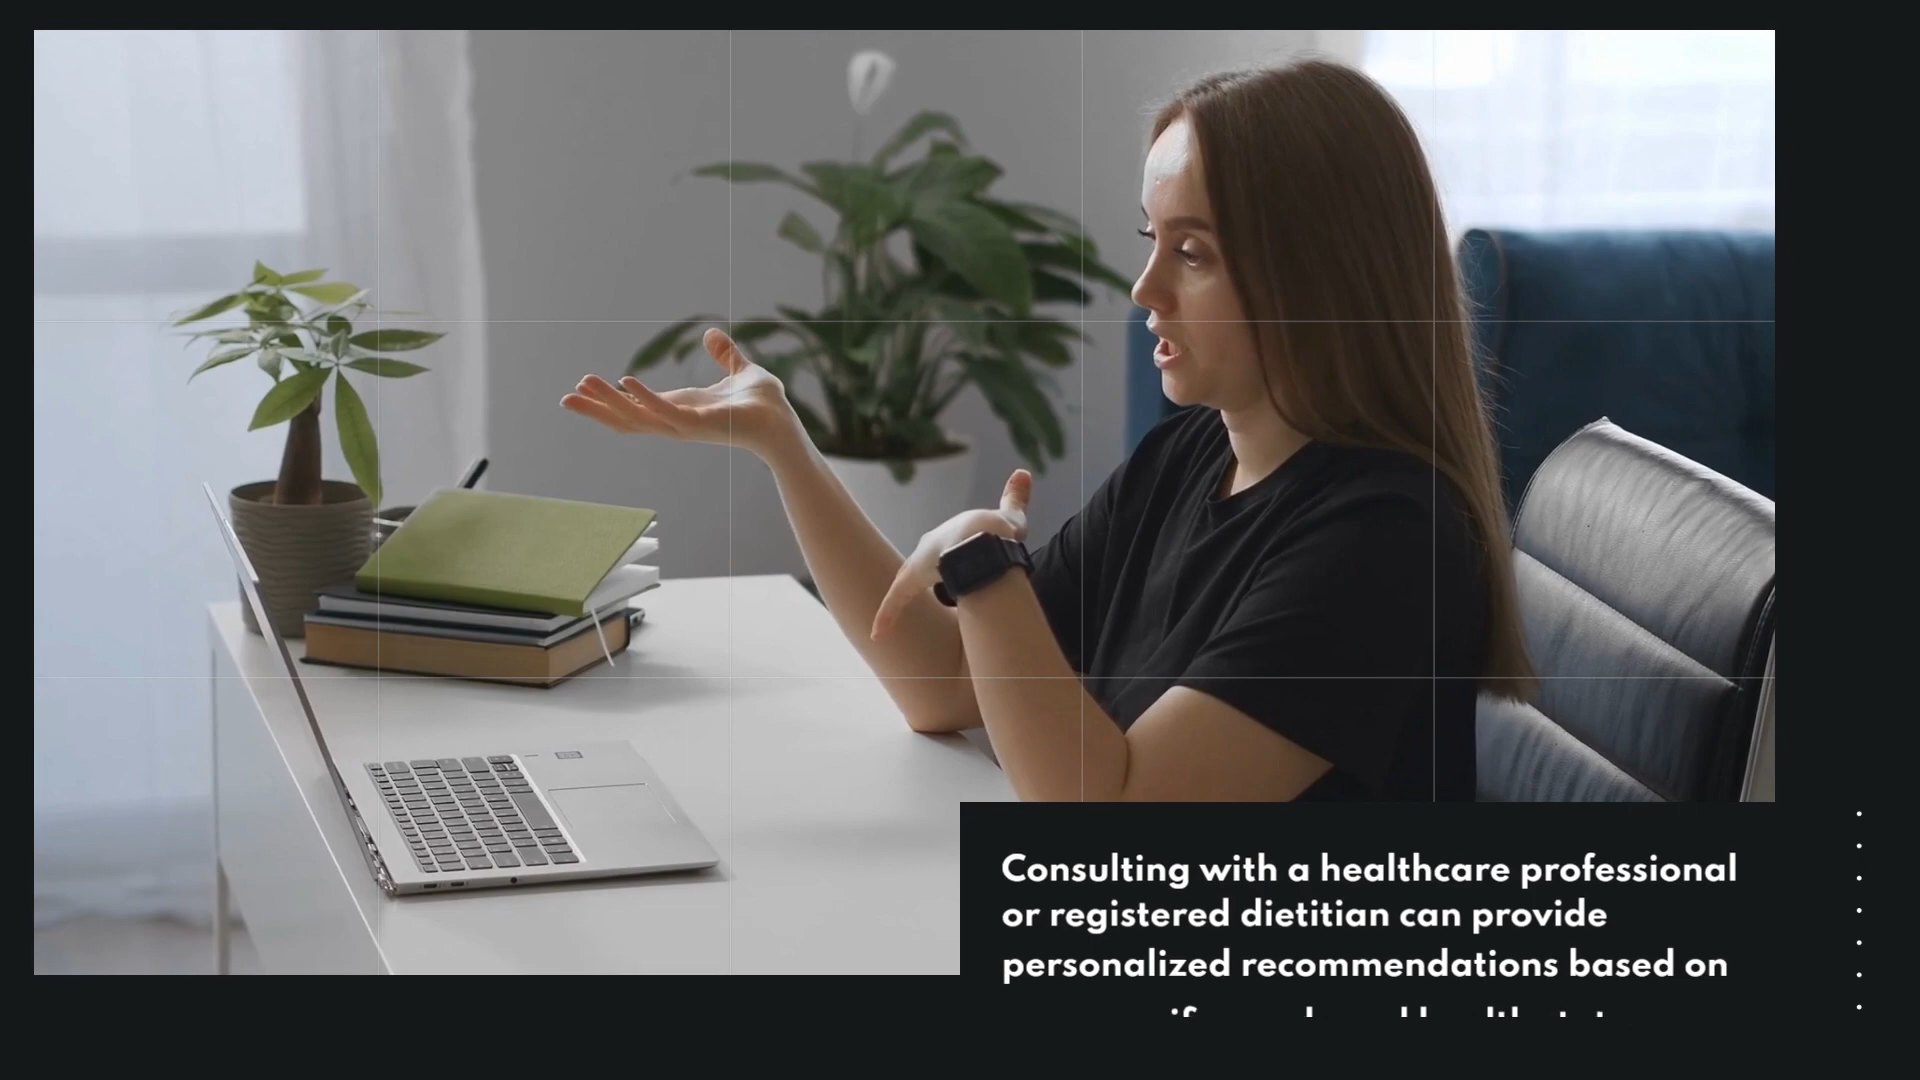 Consulting with a healthcare professional
or registered dietitian can provide
personalized recommendations based on